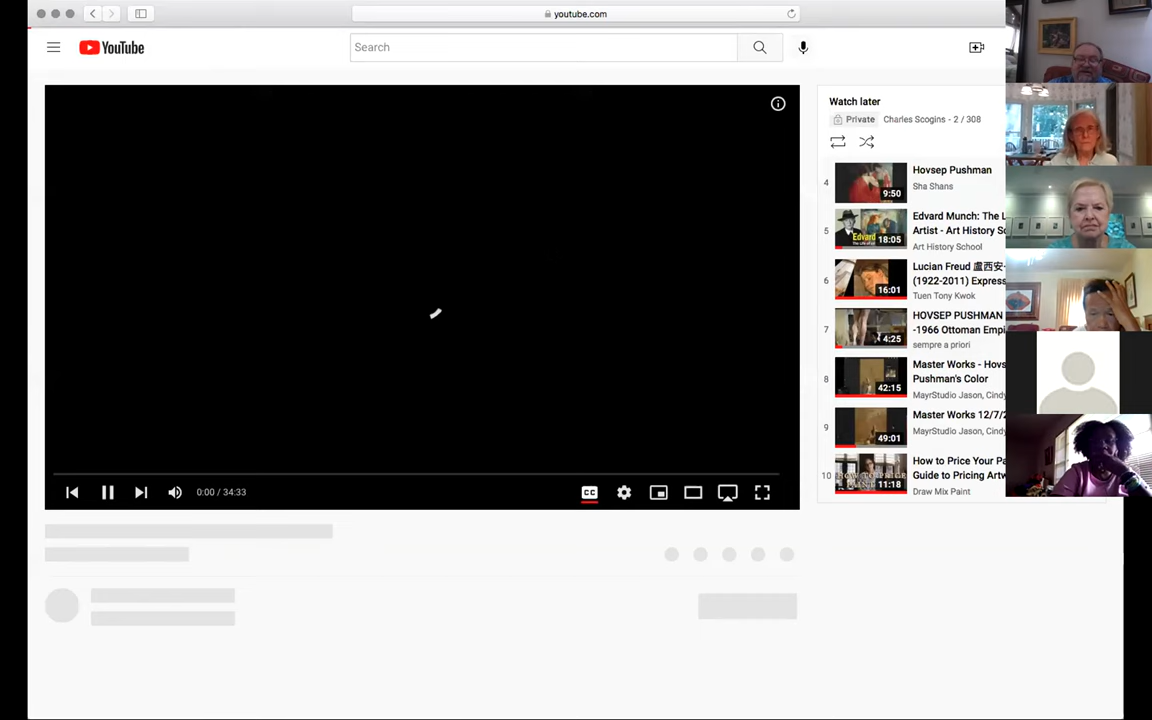 youtube.com
YouTube
Search
Watch later
Private Charles Scogins - 2 / 308
4
9:50
Hovsep Pushman
Sha Shans
5
Edvard
18:05
Edvard Munch: The L
Artist - Art History Sc
Art History School
6
16:01
Lucian Freud 盧西安·
(1922-2011) Express
Tuen Tony Kwok
7
4:25
HOVSEP PUSHMAN
-1966 Ottoman Empi
sempre a priori
8
42:15
Master Works - Hovs
Pushman's Color
MayrStudio Jason, Cindy
9
49:01
Master Works 12/7/2
MayrStudio Jason, Cindy
10
11:18
How to Price Your Pa
Guide to Pricing Artw
Draw Mix Paint
0:00 / 34:33
CC